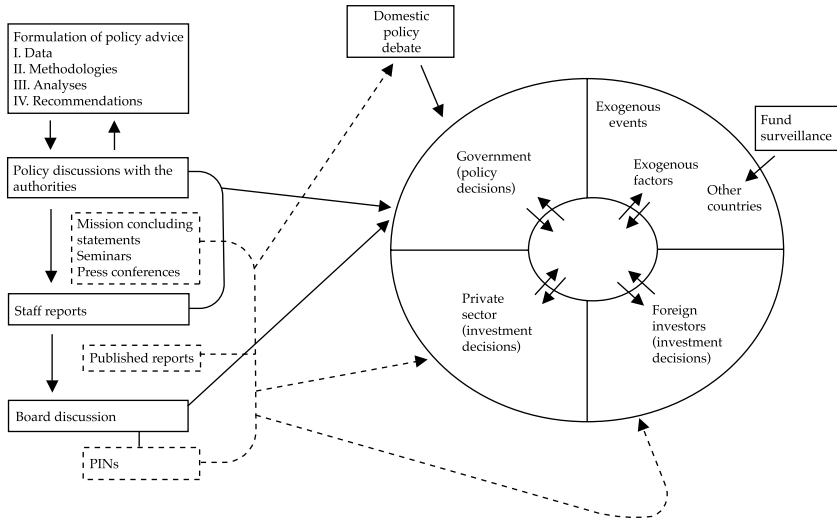 Formulation of policy advice
I. Data
II. Methodologies
III. Analyses
IV. Recommendations
Policy discussions with the
authorities
Mission concluding
statements
Seminars
Press conferences
Staff reports
Published reports
Board discussion
PINs
Domestic
policy
debate
Government
(policy
decisions)
Exogenous
events
Exogenous
factors
Other
countries
Fund
surveillance
Private
sector
(investment
decisions)
Foreign
investors
(investment
decisions)